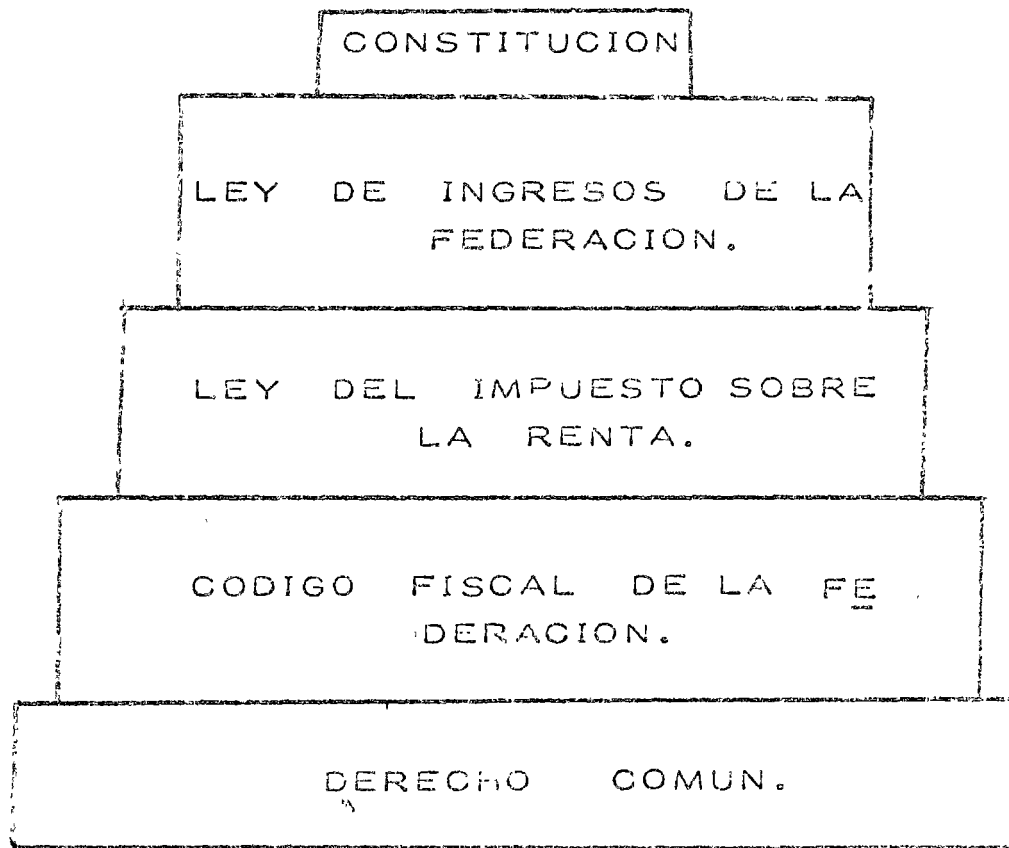 CONSTITUCION
LEY DE INGRESOS DE LA
FEDERACION.
LEY DEL IMPUESTO SOBRE
LA RENTA.
CODIGO FISCAL DE LA FE
DERACION.
DERECHO COMUN.